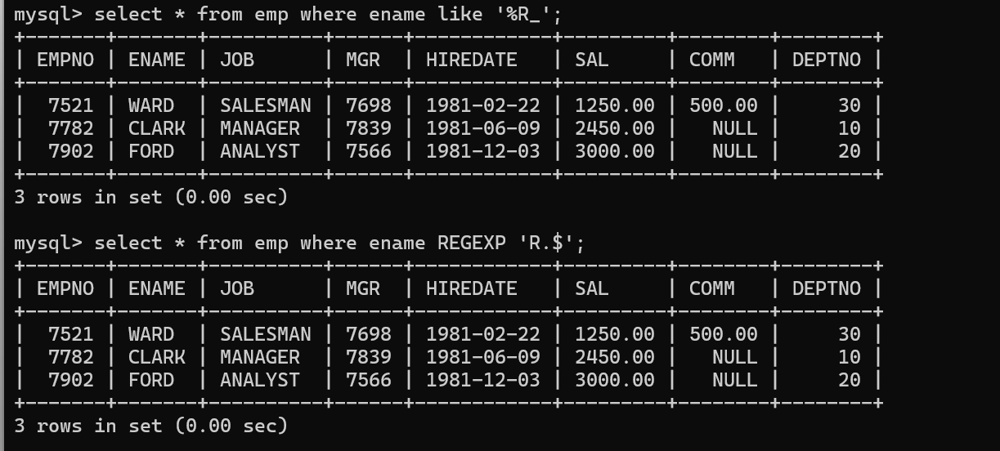 mysql> select * from emp where ename like '%R_';
+-------+-------+----------+------+------------+---------+--------+--------+
| EMPNO | ENAME | JOB      | MGR  | HIREDATE   | SAL     | COMM   | DEPTNO |
+-------+-------+----------+------+------------+---------+--------+--------+
|  7521 | WARD  | SALESMAN | 7698 | 1981-02-22 | 1250.00 | 500.00 |     30 |
|  7782 | CLARK | MANAGER  | 7839 | 1981-06-09 | 2450.00 |   NULL |     10 |
|  7902 | FORD  | ANALYST  | 7566 | 1981-12-03 | 3000.00 |   NULL |     20 |
+-------+-------+----------+------+------------+---------+--------+--------+
3 rows in set (0.00 sec)

mysql> select * from emp where ename REGEXP 'R.$';
+-------+-------+----------+------+------------+---------+--------+--------+
| EMPNO | ENAME | JOB      | MGR  | HIREDATE   | SAL     | COMM   | DEPTNO |
+-------+-------+----------+------+------------+---------+--------+--------+
|  7521 | WARD  | SALESMAN | 7698 | 1981-02-22 | 1250.00 | 500.00 |     30 |
|  7782 | CLARK | MANAGER  | 7839 | 1981-06-09 | 2450.00 |   NULL |     10 |
|  7902 | FORD  | ANALYST  | 7566 | 1981-12-03 | 3000.00 |   NULL |     20 |
+-------+-------+----------+------+------------+---------+--------+--------+
3 rows in set (0.00 sec)